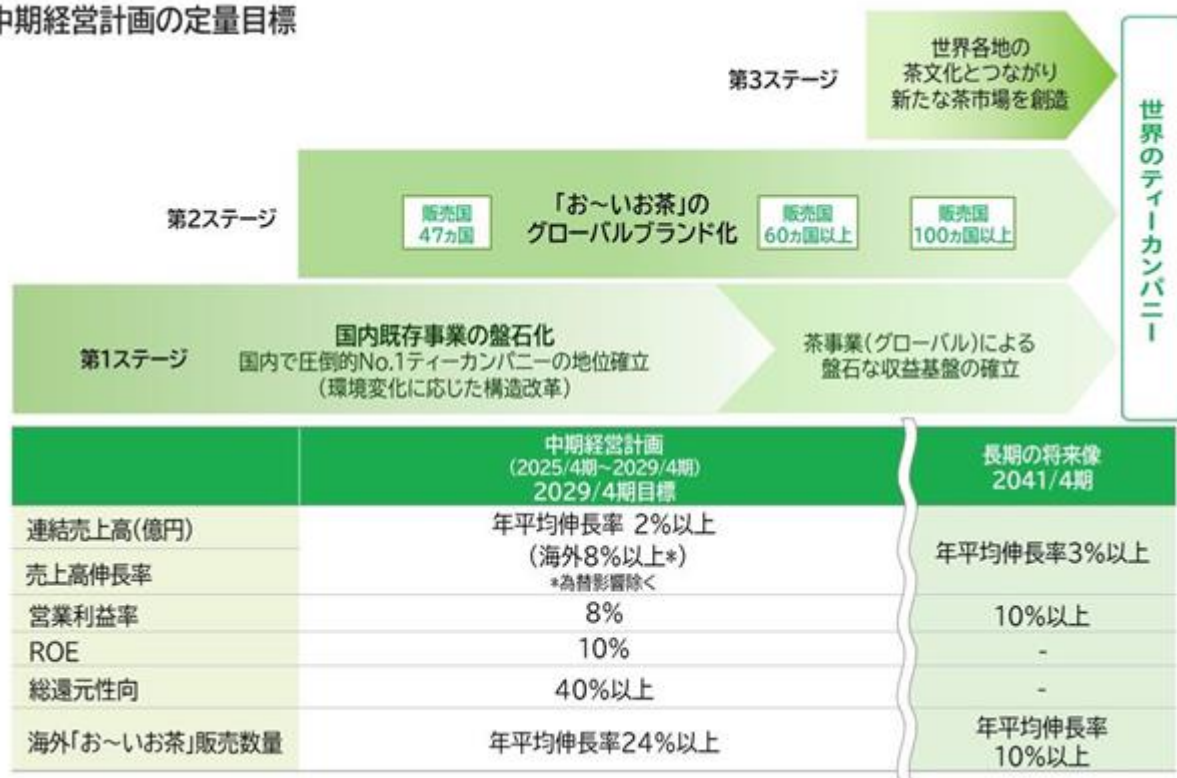 中期経営計画の定量目標
第3ステージ
世界各地の
茶文化とつながり
新たな茶市場を創造
世界のティーカンパニー
第2ステージ
販売国
47ヵ国
「お～いお茶」の
グローバルブランド化
販売国
60ヵ国以上
販売国
100ヵ国以上
第1ステージ
国内既存事業の盤石化
国内で圧倒的No.1ティーカンパニーの地位確立
（環境変化に応じた構造改革）
茶事業（グローバル）による
盤石な収益基盤の確立
中期経営計画
（2025/4期～2029/4期）
2029/4期目標
長期の将来像
2041/4期
連結売上高(億円)
売上高伸長率
年平均伸長率 2%以上
（海外8%以上*）
*為替影響除く
年平均伸長率3%以上
営業利益率
8%
10%以上
ROE
10%
-
総還元性向
40%以上
-
海外「お～いお茶」販売数量
年平均伸長率24%以上
年平均伸長率
10%以上